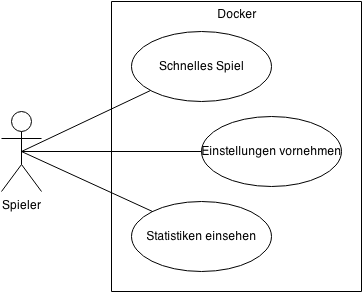 Docker
Schnelles Spiel
Einstellungen vornehmen
Spieler
Statistiken einsehen